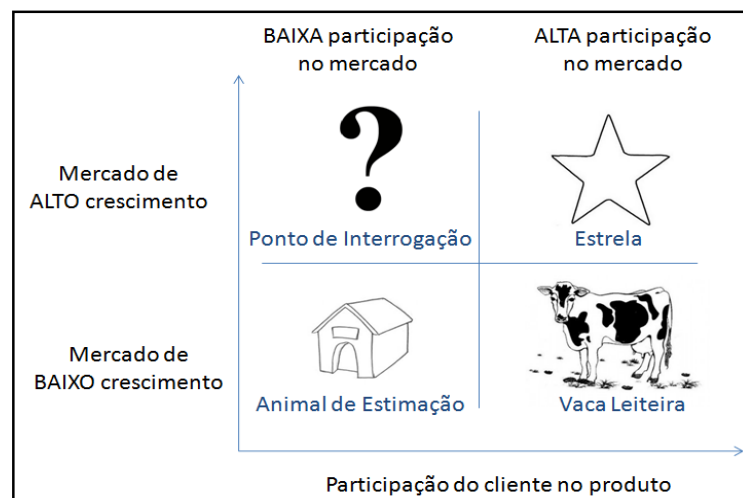 BAIXA participação
no mercado
ALTA participação
no mercado
Mercado de
ALTO crescimento
?
Ponto de Interrogação
Estrela
Mercado de
BAIXO crescimento
Animal de Estimação
Vaca Leiteira
Participação do cliente no produto